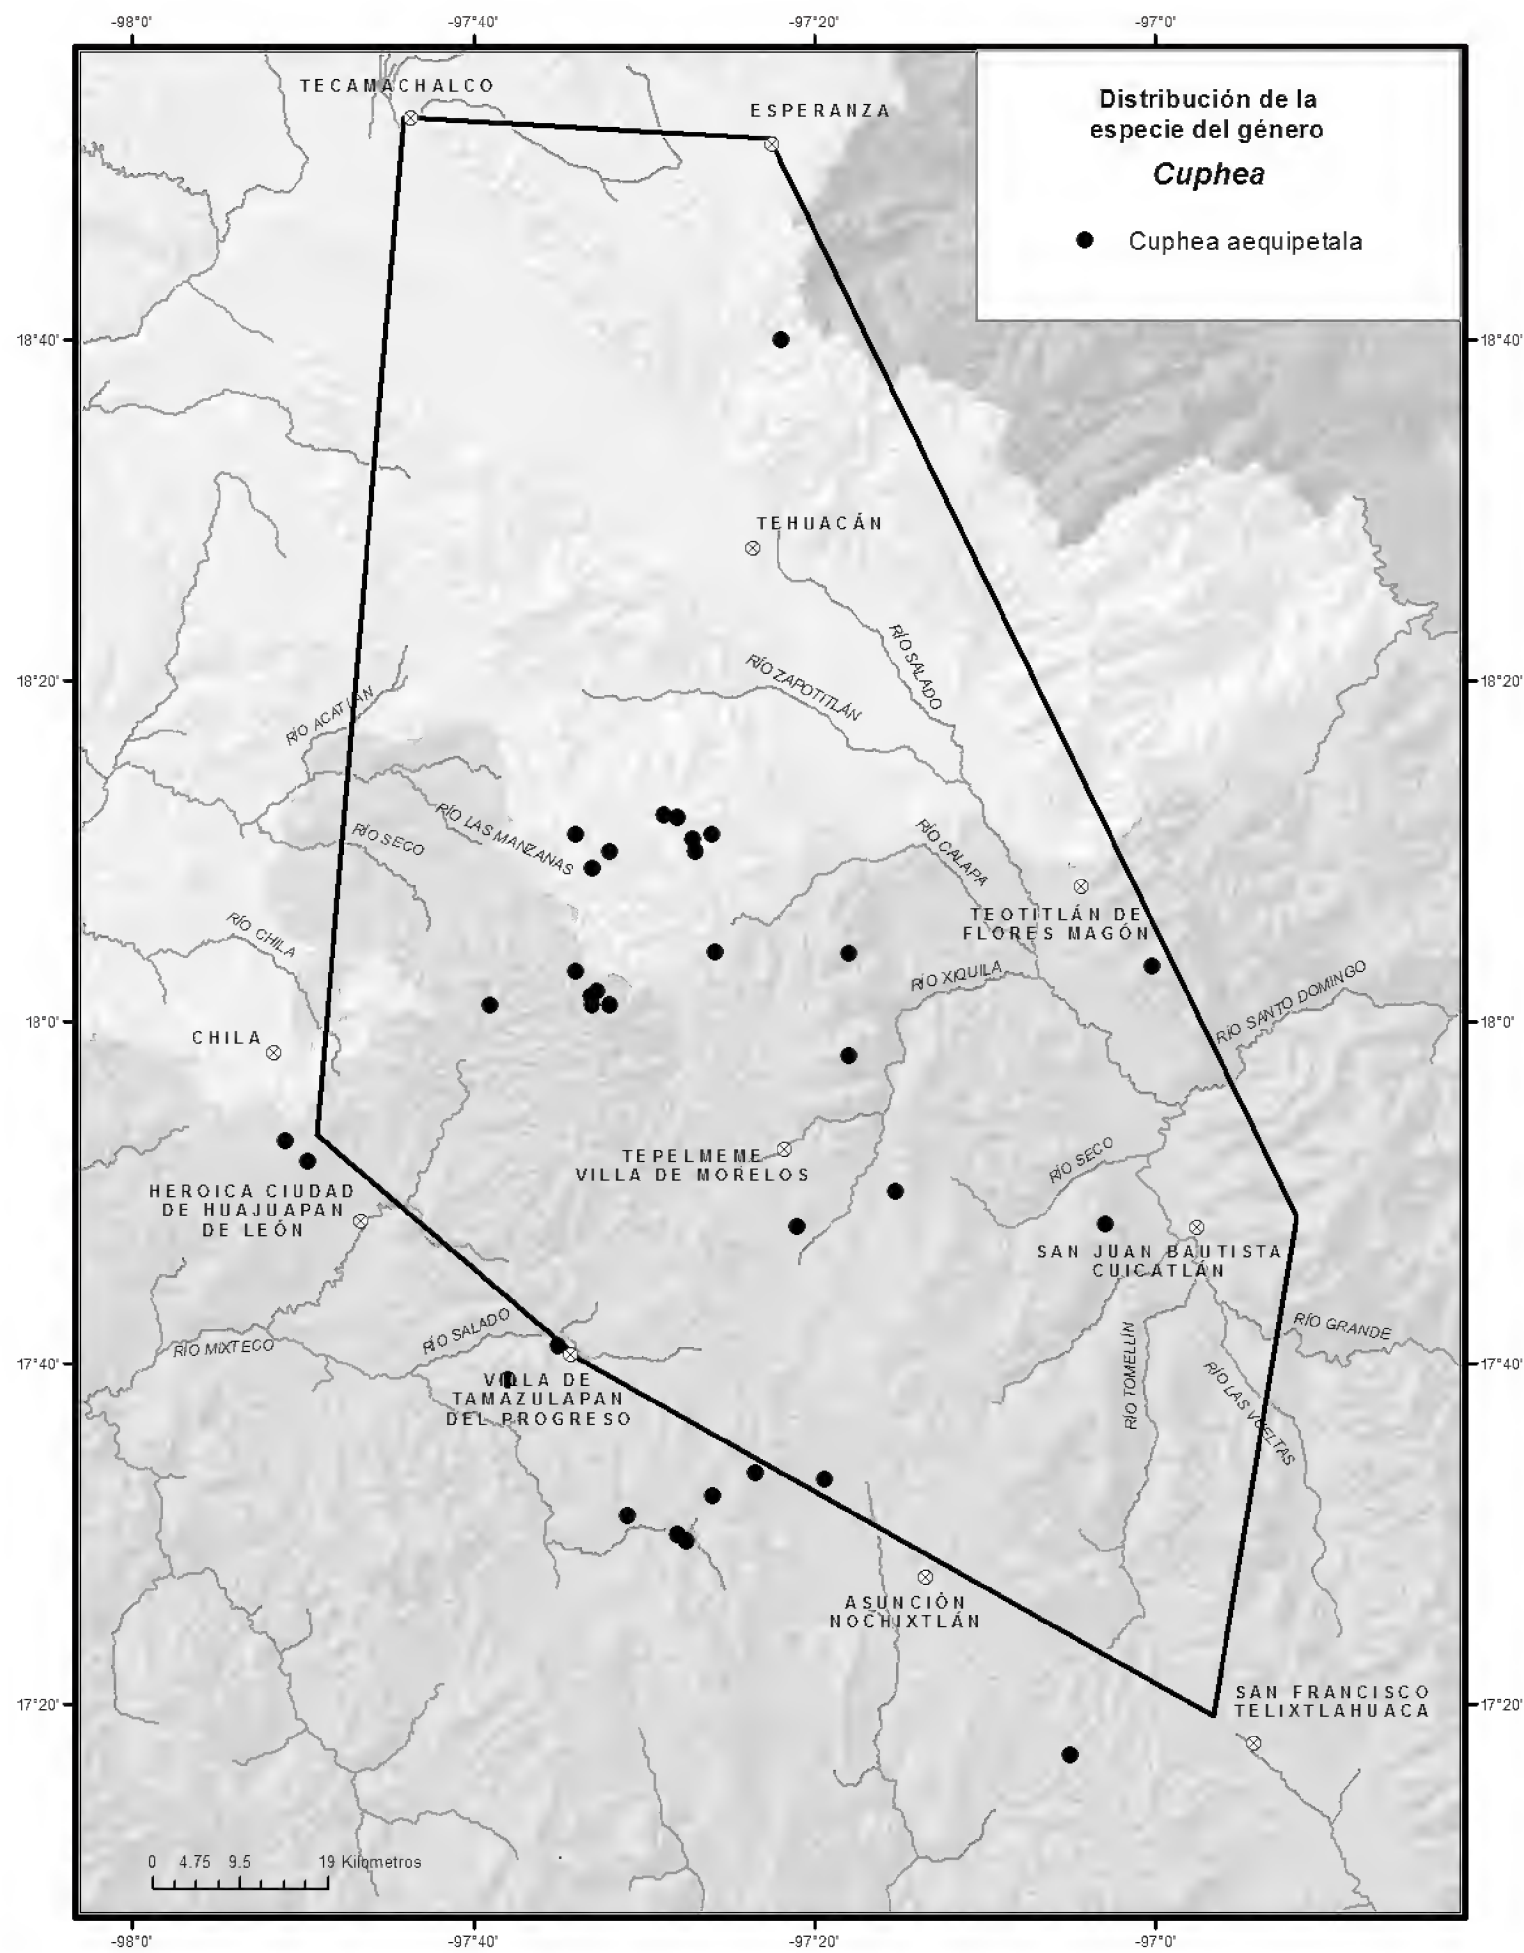 -98°0'
-97°40'
-97°20'
-97°0'
TECAMACHALCO
ESPERANZA
Distribución de la
especie del género
Cuphea
Cuphea aequipetala
18°40'
18°40'
TEHUACÁN
RÍO SALADO
RÍO ZAPOTITLÁN
18°20'
18°20'
RÍO ACATLÁN
RÍO LAS MANZANAS
RÍO SECO
RÍO CALAPA
TEOTITLÁN DE
FLORES MAGÓN
RÍO CHILA
RÍO XIQUILA
RÍO SANTO DOMINGO
18°0'
18°0'
CHILA
TEPELMEME
VILLA DE MORELOS
RÍO SECO
HEROICA CIUDAD
DE HUAJUAPAN
DE LEÓN
SAN JUAN BAUTISTA
CUICATLÁN
RÍO SALADO
RÍO MIXTECO
RÍO GRANDE
17°40'
17°40'
RÍO TOMELLÍN
RÍO LAS VUELTAS
VILLA DE
TAMAZULAPAN
DEL PROGRESO
ASUNCIÓN
NOCHIXTLÁN
SAN FRANCISCO
TELIXTLAHUACA
17°20'
17°20'
0 4.75 9.5 19 Kilometros
-98°0'
-97°40'
-97°20'
-97°0'